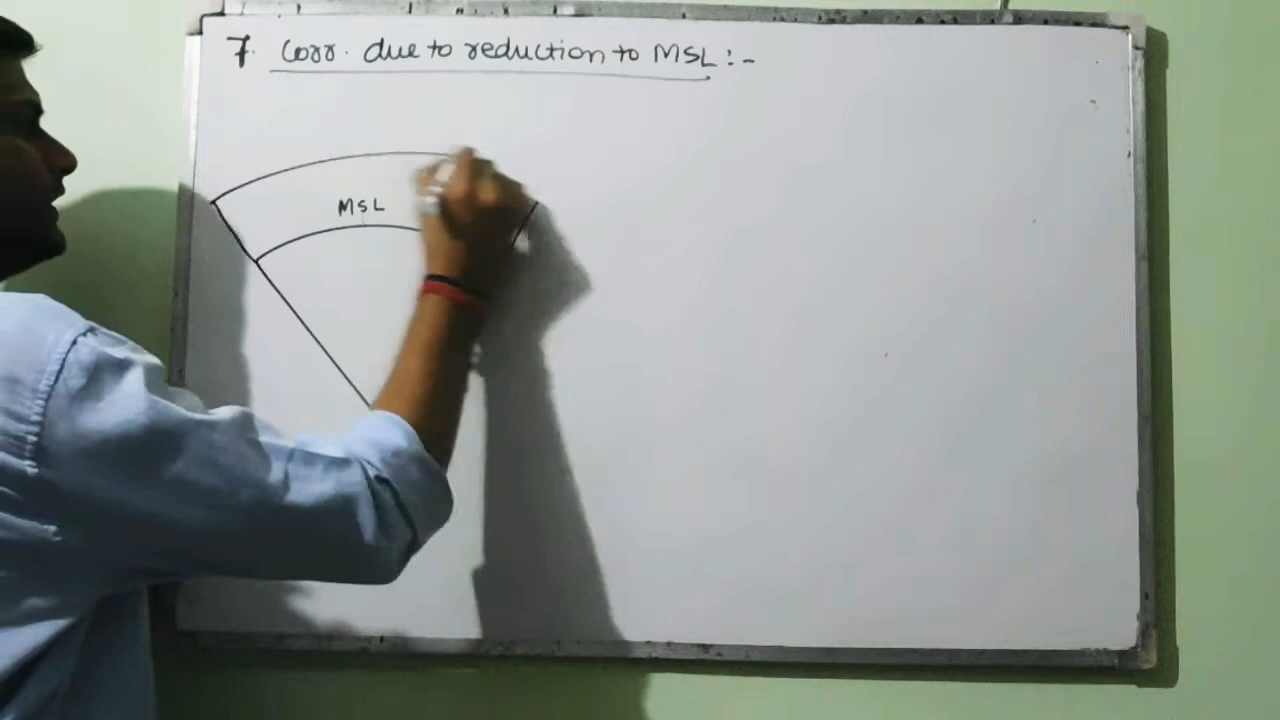 7. Corr. due to reduction to MSL :-
MSL